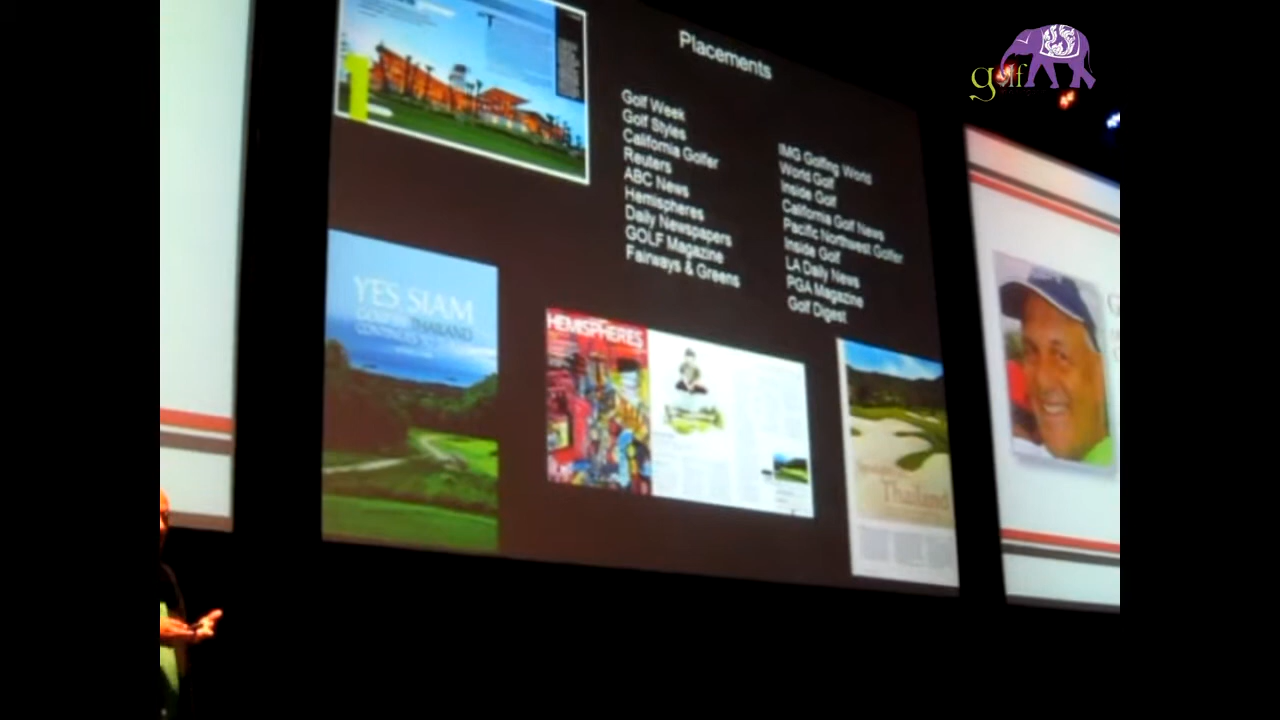 golf
Placements
Golf Week
Golf Styles
California Golfer
Reuters
ABC News
Hemispheres
Daily Newspapers
GOLF Magazine
Fairways & Greens
IMG Golfing World
World Golf
Inside Golf
California Golf News
Pacific Northwest Golfer
Inside Golf
LA Daily News
PGA Magazine
Golf Digest
YES SIAM
THAILAND
HEMISPHERES
Thailand